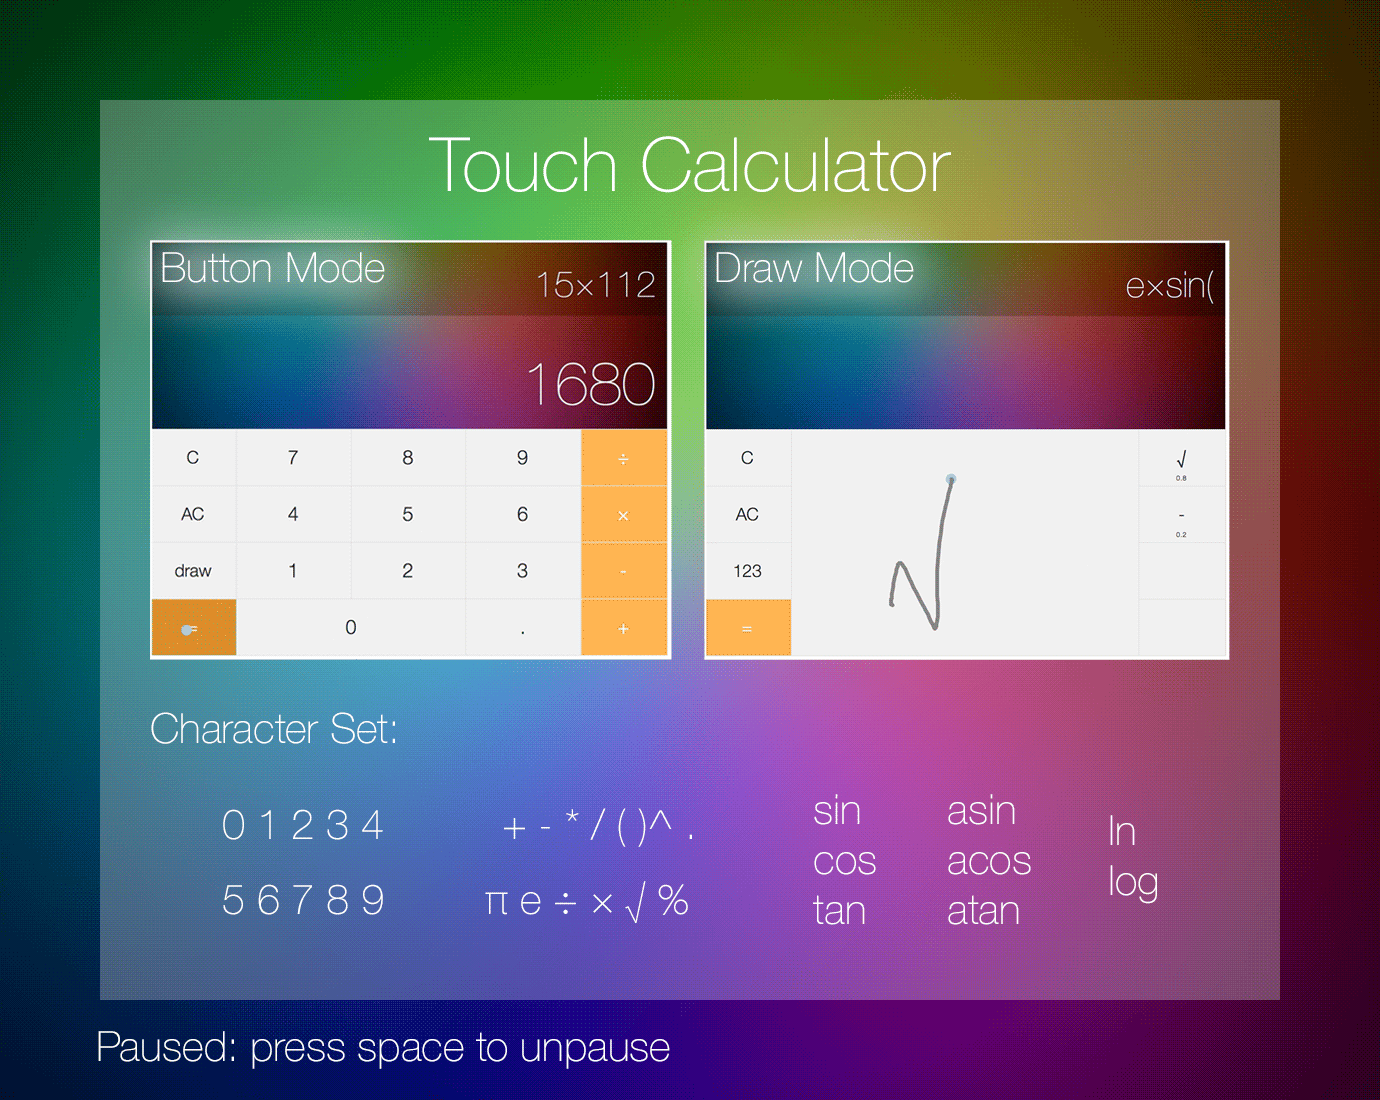 Touch Calculator
Button Mode
15×112
1680
C 7 8 9 ÷
AC 4 5 6 ×
draw 1 2 3 -
= 0 . +
Draw Mode
e×sin(
C
AC
123
=
√
0.8
-
0.2
Character Set:
0 1 2 3 4
5 6 7 8 9
+ - * / ( ) ^ .
π e ÷ × √ %
sin
cos
tan
asin
acos
atan
ln
log
Paused: press space to unpause